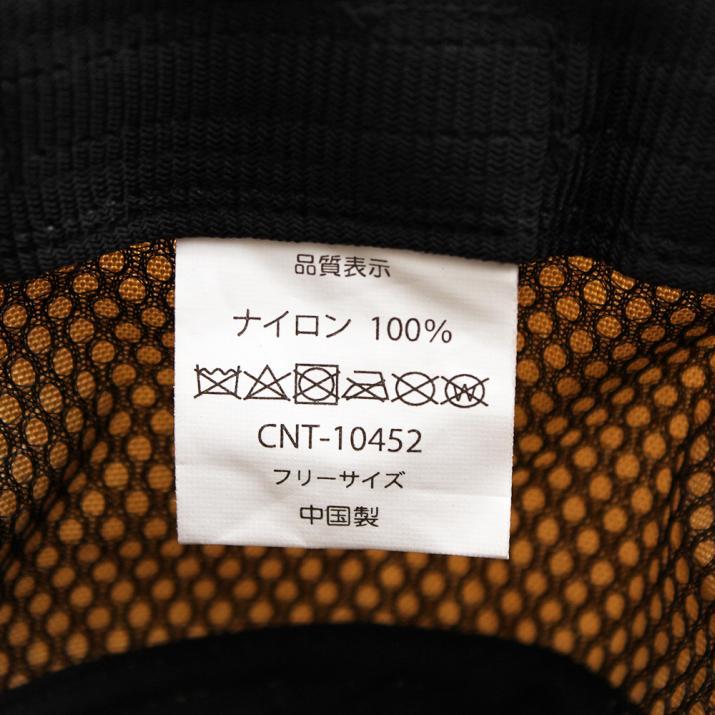 品質表示
ナイロン 100%
W
CNT-10452
フリーサイズ
中国製